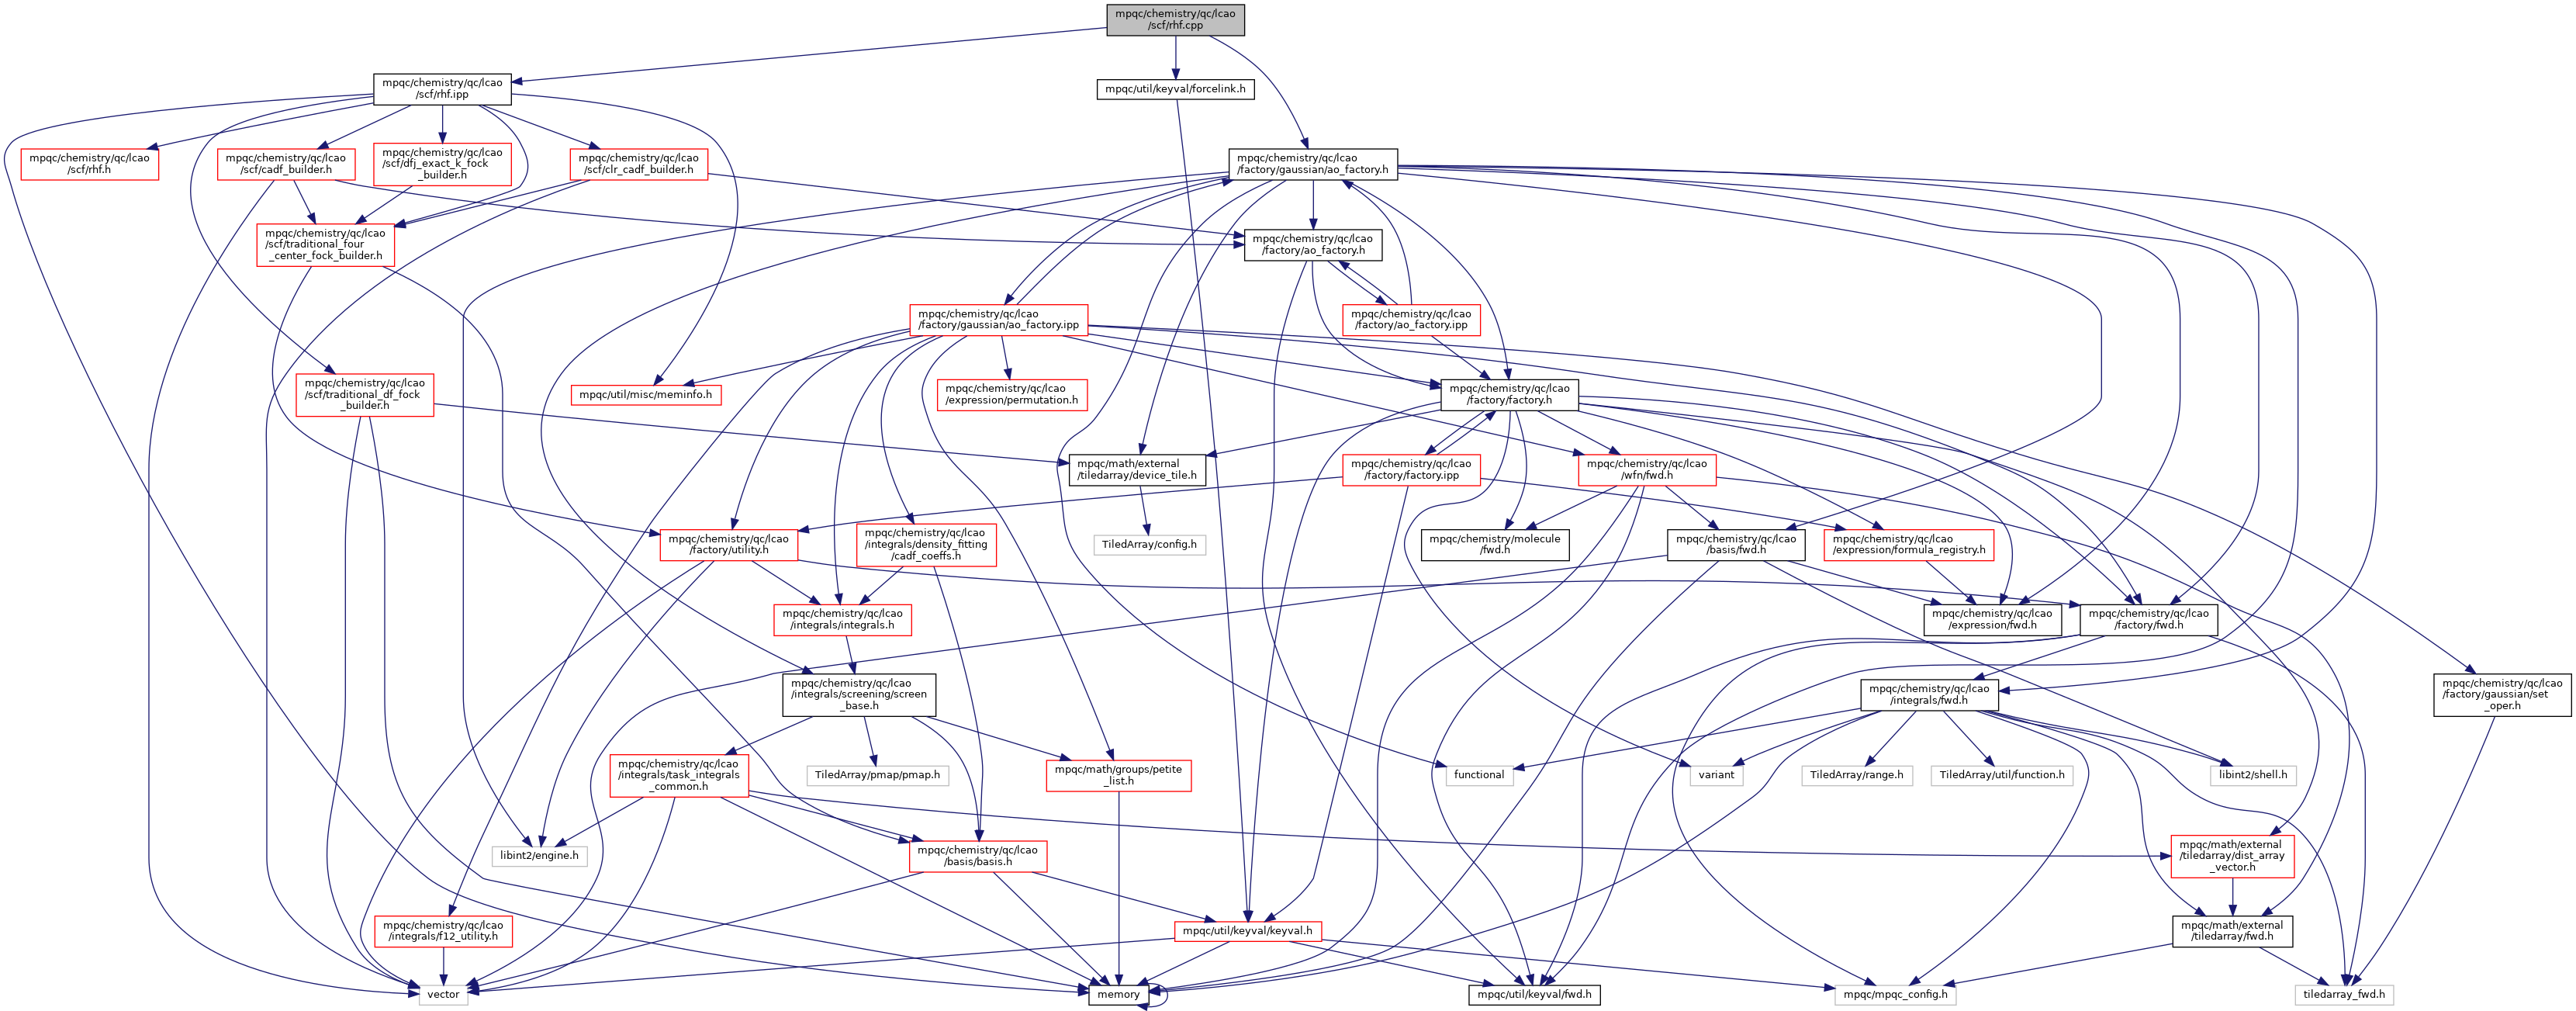 mpqc/chemistry/qc/lcao
/scf/rhf.cpp
mpqc/chemistry/qc/lcao
/scf/rhf.ipp
mpqc/util/keyval/forcelink.h
mpqc/chemistry/qc/lcao
/scf/rhf.h
mpqc/chemistry/qc/lcao
/scf/cadf_builder.h
mpqc/chemistry/qc/lcao
/scf/dfj_exact_k_fock
_builder.h
mpqc/chemistry/qc/lcao
/scf/clr_cadf_builder.h
mpqc/chemistry/qc/lcao
/factory/gaussian/ao_factory.h
mpqc/chemistry/qc/lcao
/scf/traditional_four
_center_fock_builder.h
mpqc/chemistry/qc/lcao
/factory/ao_factory.h
mpqc/chemistry/qc/lcao
/factory/gaussian/ao_factory.ipp
mpqc/chemistry/qc/lcao
/factory/ao_factory.ipp
mpqc/chemistry/qc/lcao
/scf/traditional_df_fock
_builder.h
mpqc/util/misc/meminfo.h
mpqc/chemistry/qc/lcao
/expression/permutation.h
mpqc/chemistry/qc/lcao
/factory/factory.h
mpqc/math/external
/tiledarray/device_tile.h
mpqc/chemistry/qc/lcao
/factory/factory.ipp
mpqc/chemistry/qc/lcao
/wfn/fwd.h
mpqc/chemistry/qc/lcao
/factory/utility.h
mpqc/chemistry/qc/lcao
/integrals/density_fitting
/cadf_coeffs.h
TiledArray/config.h
mpqc/chemistry/molecule
/fwd.h
mpqc/chemistry/qc/lcao
/basis/fwd.h
mpqc/chemistry/qc/lcao
/expression/formula_registry.h
mpqc/chemistry/qc/lcao
/integrals/integrals.h
mpqc/chemistry/qc/lcao
/expression/fwd.h
mpqc/chemistry/qc/lcao
/factory/fwd.h
mpqc/chemistry/qc/lcao
/integrals/screening/screen
_base.h
mpqc/chemistry/qc/lcao
/integrals/fwd.h
mpqc/chemistry/qc/lcao
/factory/gaussian/set
_oper.h
mpqc/chemistry/qc/lcao
/integrals/task_integrals
_common.h
TiledArray/pmap/pmap.h
mpqc/math/groups/petite
_list.h
functional
variant
TiledArray/range.h
TiledArray/util/function.h
libint2/shell.h
libint2/engine.h
mpqc/chemistry/qc/lcao
/basis/basis.h
mpqc/math/external
/tiledarray/dist_array
_vector.h
mpqc/chemistry/qc/lcao
/integrals/f12_utility.h
mpqc/util/keyval/keyval.h
mpqc/math/external
/tiledarray/fwd.h
vector
memory
mpqc/util/keyval/fwd.h
mpqc/mpqc_config.h
tiledarray_fwd.h